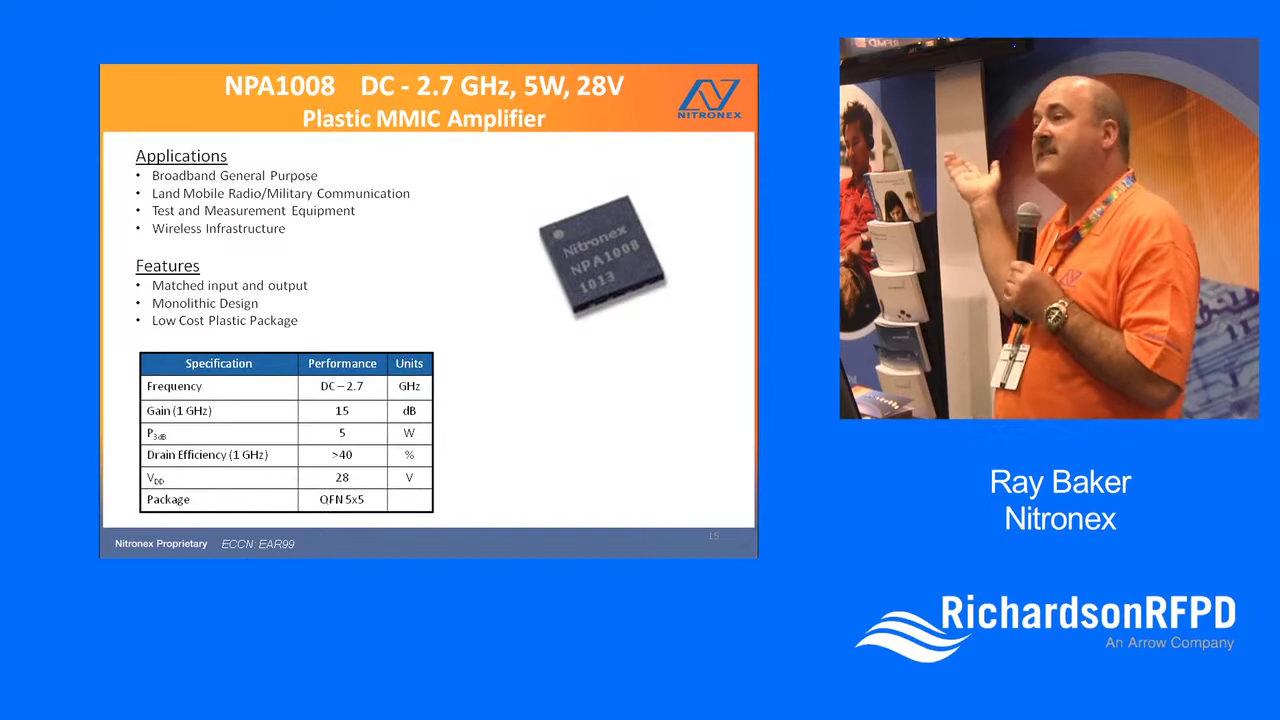 NPA1008 DC - 2.7 GHz, 5W, 28V
Plastic MMIC Amplifier
NITRONEX
Applications
• Broadband General Purpose
• Land Mobile Radio/Military Communication
• Test and Measurement Equipment
• Wireless Infrastructure
Features
• Matched input and output
• Monolithic Design
• Low Cost Plastic Package
Nitronex
NPA1008
1013
Specification Performance Units
Frequency DC – 2.7 GHz
Gain (1 GHz) 15 dB
P3dB 5 W
Drain Efficiency (1 GHz) >40 %
VDD 28 V
Package QFN 5x5
Nitronex Proprietary ECCN: EAR99
15
RFMD
Ray Baker
Nitronex
RichardsonRFPD
An Arrow Company